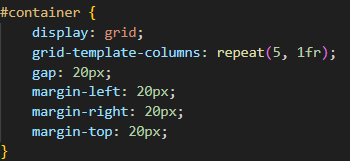 #container {
    display: grid;
    grid-template-columns: repeat(5, 1fr);
    gap: 20px;
    margin-left: 20px;
    margin-right: 20px;
    margin-top: 20px;
}